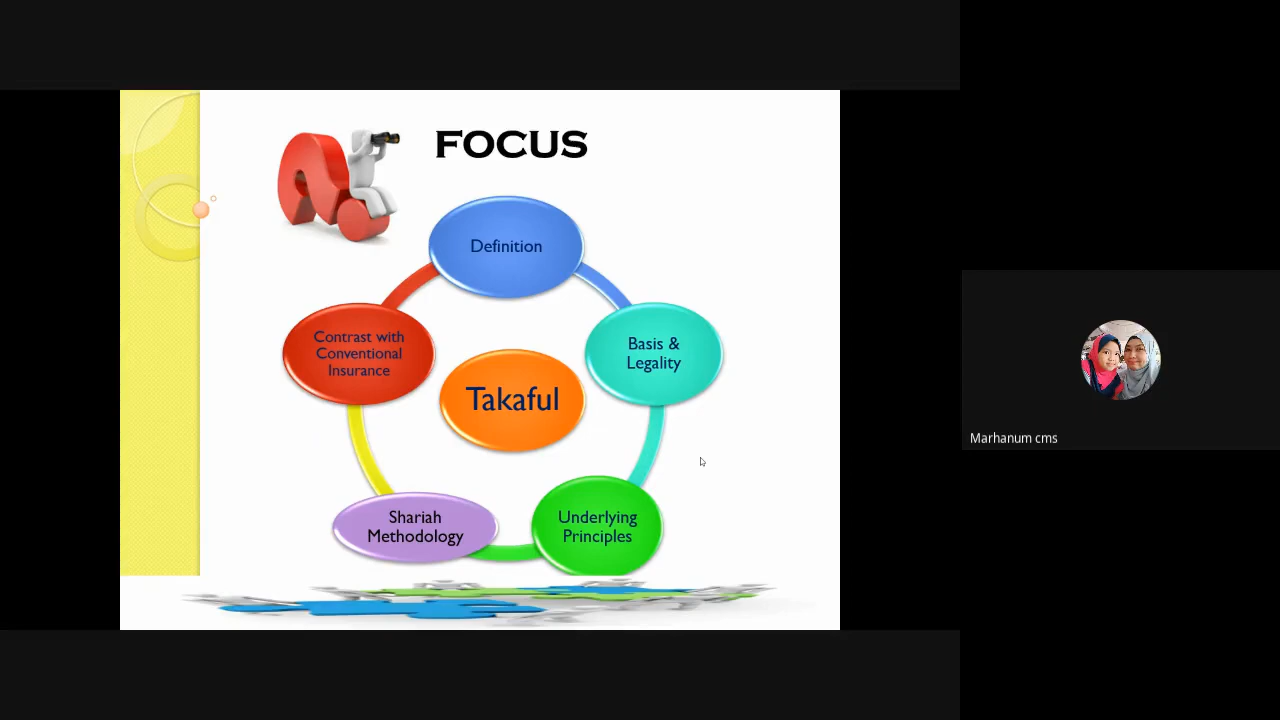 FOCUS
Definition
Basis &
Legality
Underlying
Principles
Shariah
Methodology
Contrast with
Conventional
Insurance
Takaful
Marhanum cms